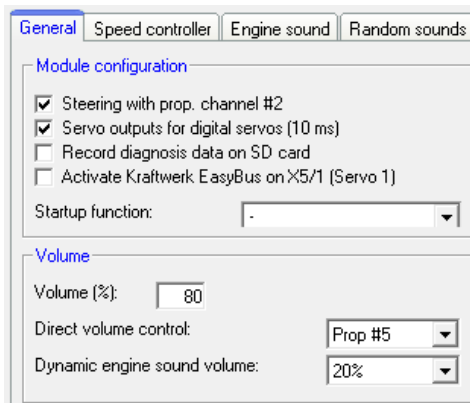 General Speed controller Engine sound Random sounds
Module configuration
Steering with prop. channel #2
Servo outputs for digital servos (10 ms)
Record diagnosis data on SD card
Activate Kraftwerk EasyBus on X5/1 (Servo 1)
Startup function: -
Volume
Volume (%): 80
Direct volume control: Prop #5
Dynamic engine sound volume: 20%